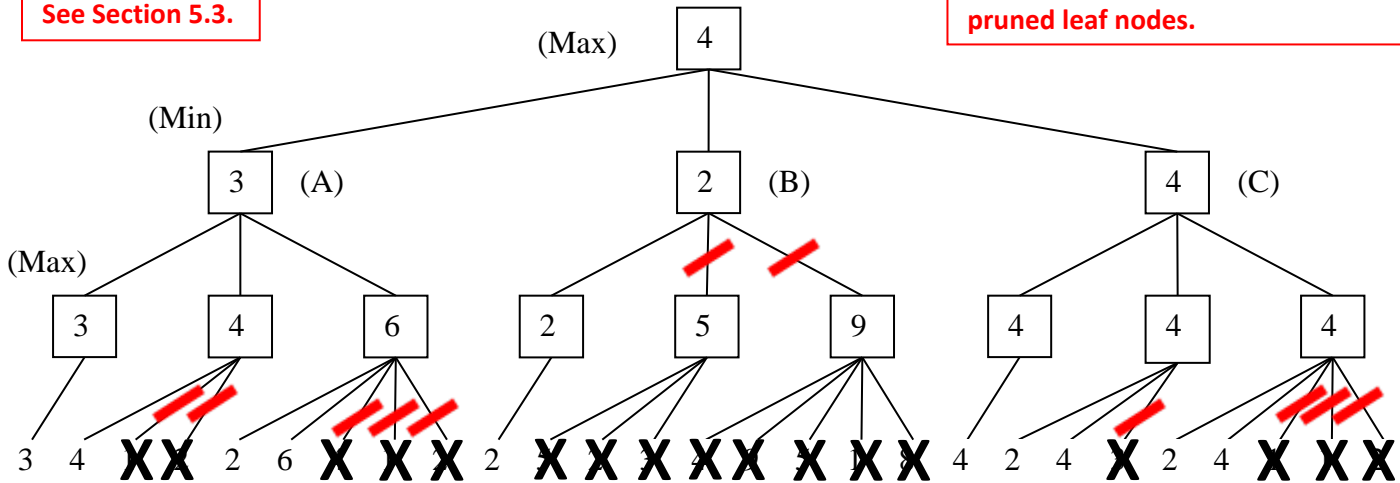 See Section 5.3.
pruned leaf nodes.
(Max) 4
(Min)
3 (A) 2 (B) 4 (C)
(Max)
3 4 6 2 5 9 4 4 4
3 4 X X 2 6 X X X 2 X X X X X X X X 4 2 4 X 2 4 X X X